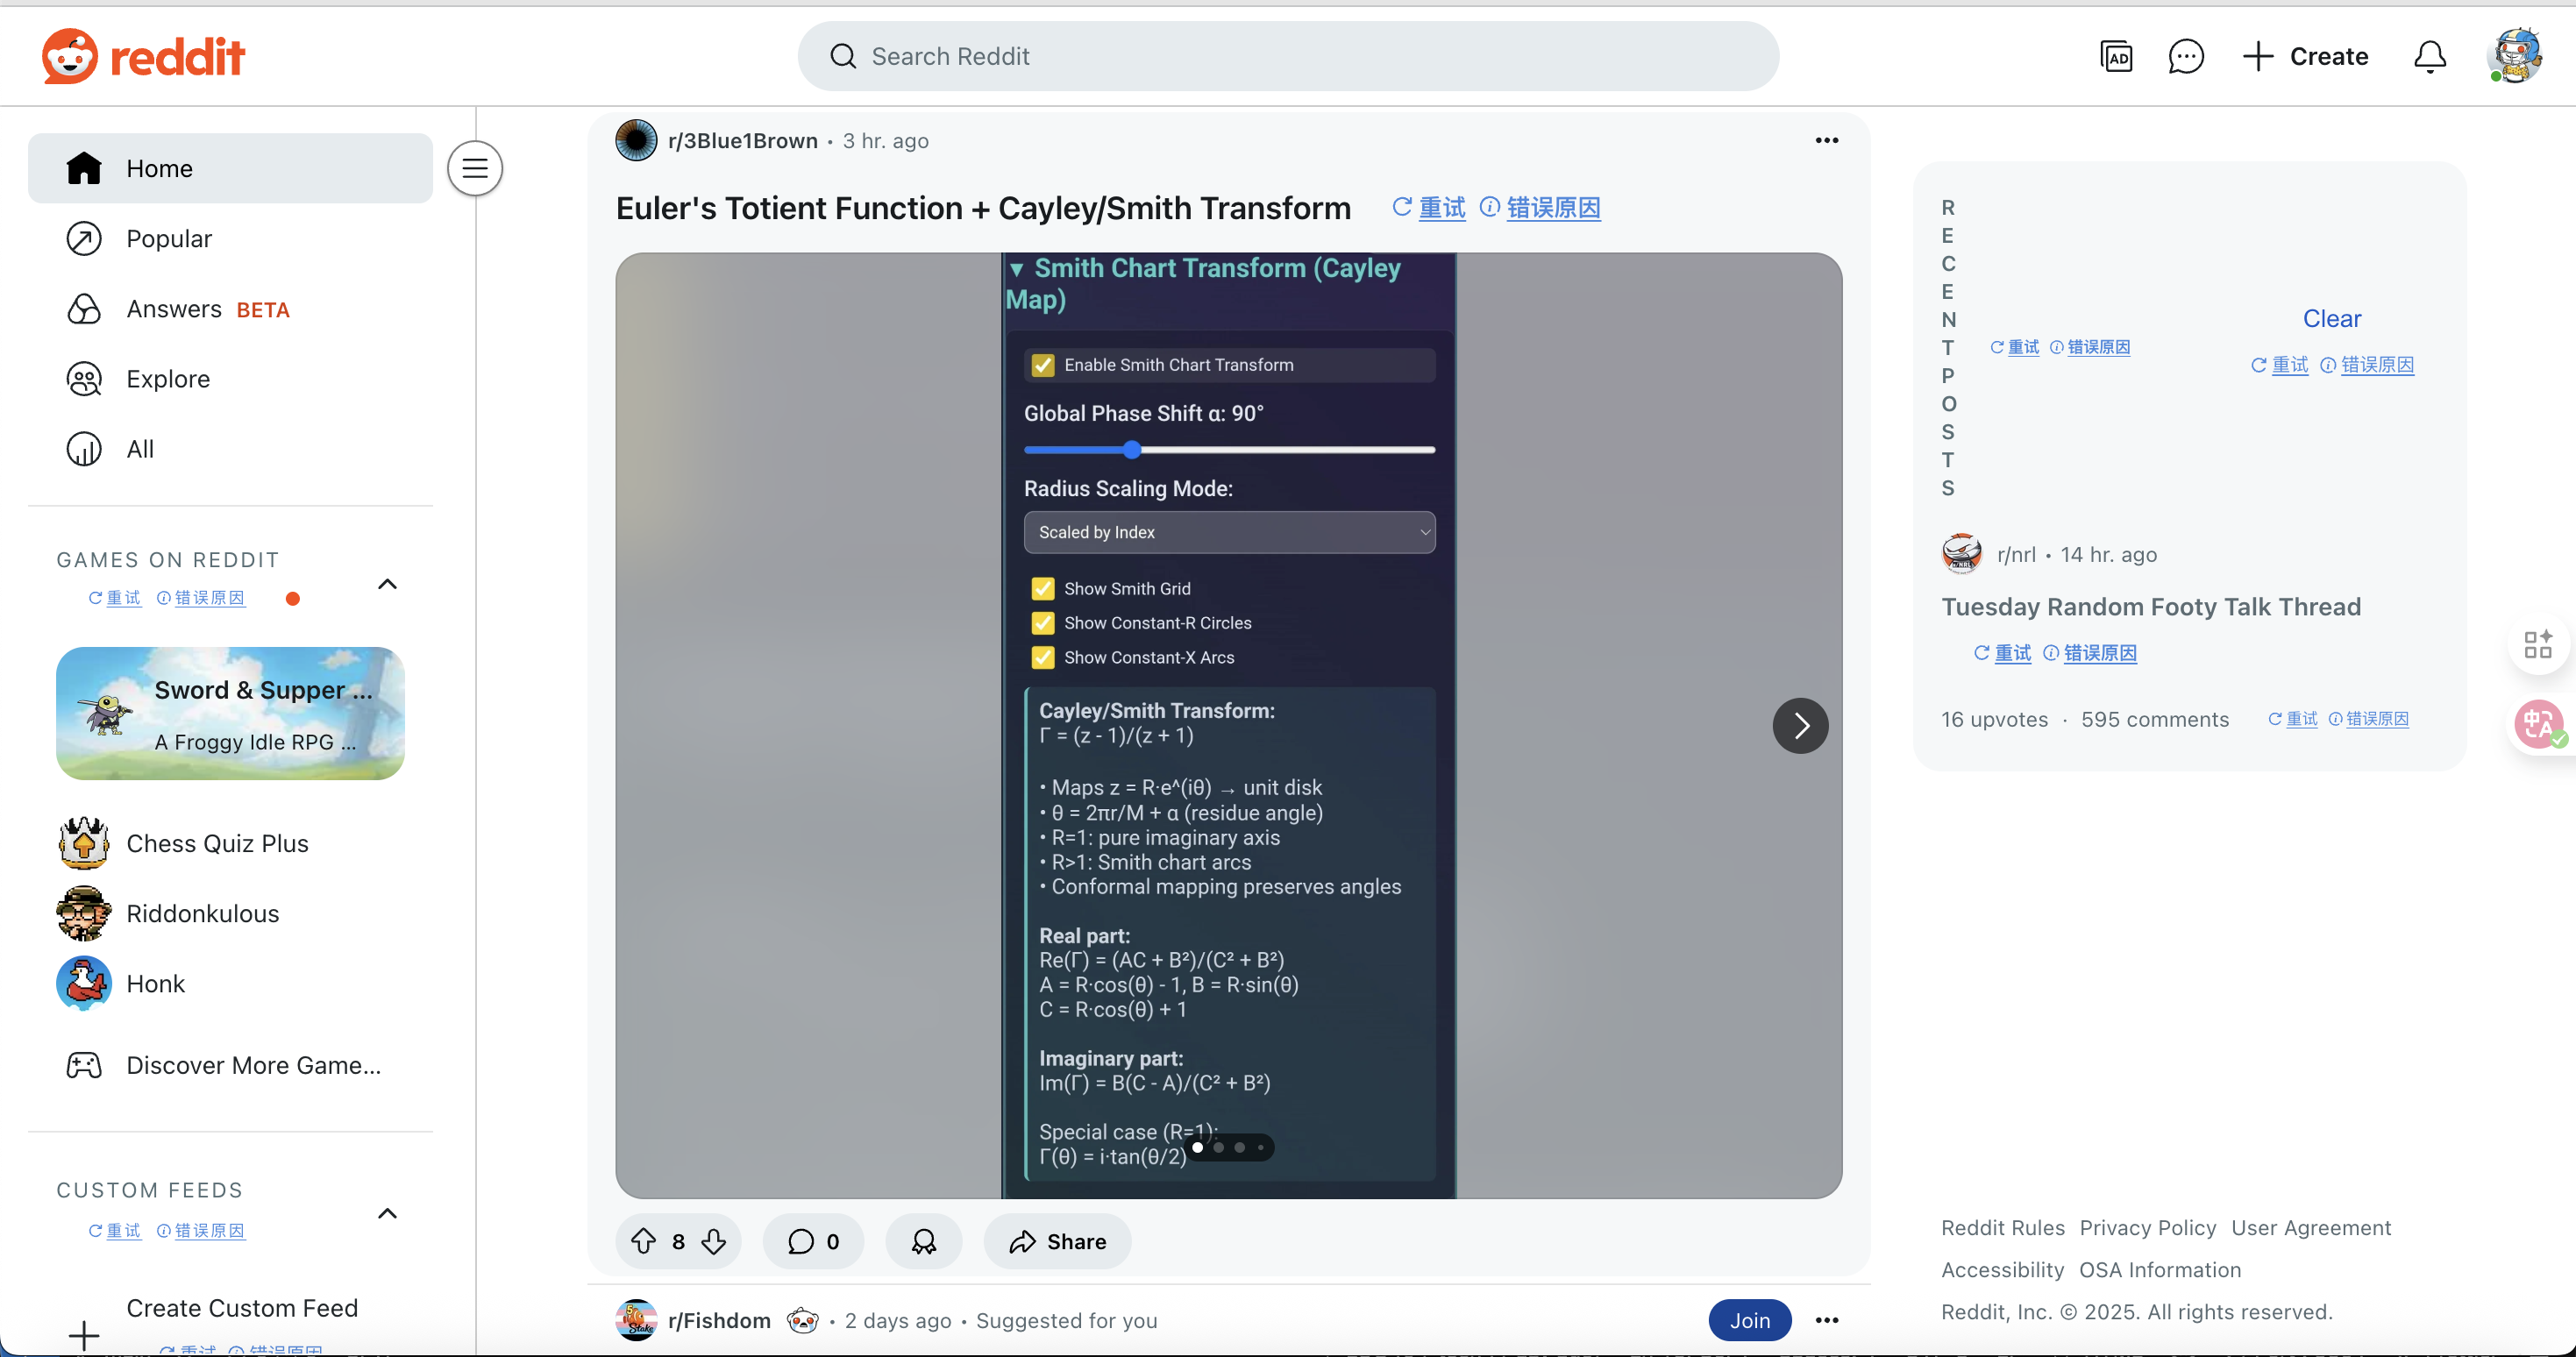 reddit
Search Reddit
AD
Create
Home
Popular
Answers BETA
Explore
All
GAMES ON REDDIT
重试 错误原因
Sword & Supper ...
A Froggy Idle RPG ...
Chess Quiz Plus
Riddonkulous
Honk
Discover More Game...
CUSTOM FEEDS
重试 错误原因
Create Custom Feed
重试 错误原因
r/3Blue1Brown • 3 hr. ago
Euler's Totient Function + Cayley/Smith Transform 重试 错误原因
▼ Smith Chart Transform (Cayley
Map)
Enable Smith Chart Transform
Global Phase Shift α: 90°
Radius Scaling Mode:
Scaled by Index
Show Smith Grid
Show Constant-R Circles
Show Constant-X Arcs
Cayley/Smith Transform:
Γ = (z - 1)/(z + 1)
• Maps z = R·e^(iθ) → unit disk
• θ = 2πr/M + α (residue angle)
• R=1: pure imaginary axis
• R>1: Smith chart arcs
• Conformal mapping preserves angles
Real part:
Re(Γ) = (AC + B²)/(C² + B²)
A = R·cos(θ) - 1, B = R·sin(θ)
C = R·cos(θ) + 1
Imaginary part:
Im(Γ) = B(C - A)/(C² + B²)
Special case (R=1):
Γ(θ) = i·tan(θ/2)
8
0
Share
r/Fishdom • 2 days ago • Suggested for you
Join
RECENT POSTS
重试 错误原因
Clear
重试 错误原因
r/nrl • 14 hr. ago
Tuesday Random Footy Talk Thread
重试 错误原因
16 upvotes · 595 comments 重试 错误原因
中A
Reddit Rules Privacy Policy User Agreement
Accessibility OSA Information
Reddit, Inc. © 2025. All rights reserved.